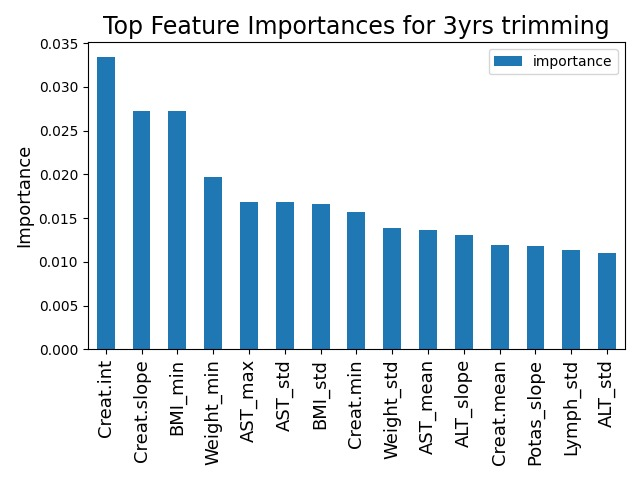 Top Feature Importances for 3yrs trimming
importance
Importance
0.035
0.030
0.025
0.020
0.015
0.010
0.005
0.000
Creat.int
Creat.slope
BMI_min
Weight_min
AST_max
AST_std
BMI_std
Creat.min
Weight_std
AST_mean
ALT_slope
Creat.mean
Potas_slope
Lymph_std
ALT_std